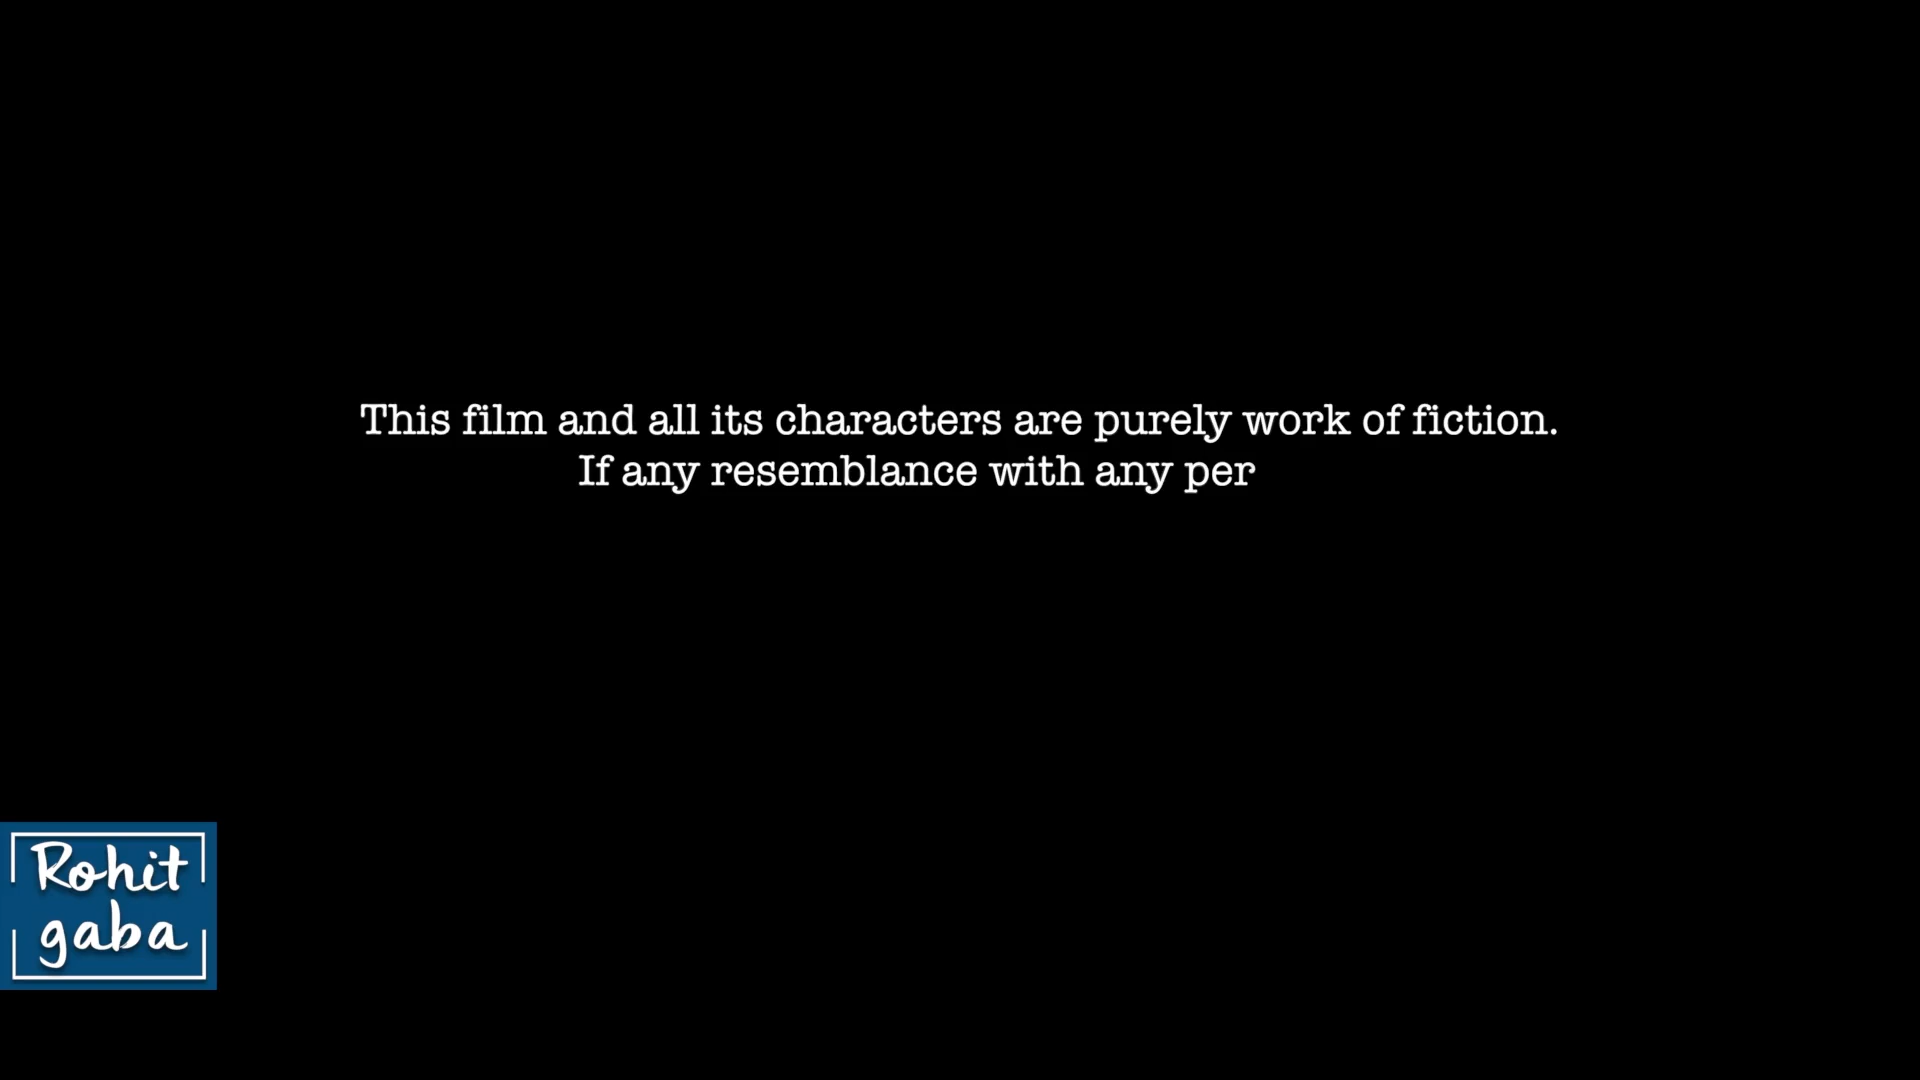 This film and all its characters are purely work of fiction.
If any resemblance with any per
Rohit
gaba